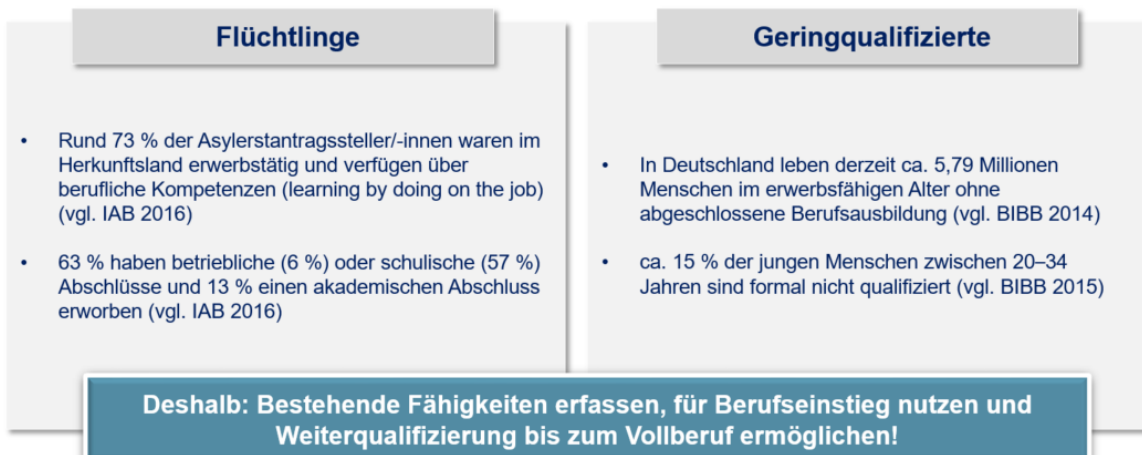 Flüchtlinge
• Rund 73 % der Asylerstantragssteller/-innen waren im
Herkunftsland erwerbstätig und verfügen über
berufliche Kompetenzen (learning by doing on the job)
(vgl. IAB 2016)
• 63 % haben betriebliche (6 %) oder schulische (57 %)
Abschlüsse und 13 % einen akademischen Abschluss
erworben (vgl. IAB 2016)
Geringqualifizierte
• In Deutschland leben derzeit ca. 5,79 Millionen
Menschen im erwerbsfähigen Alter ohne
abgeschlossene Berufsausbildung (vgl. BIBB 2014)
• ca. 15 % der jungen Menschen zwischen 20–34
Jahren sind formal nicht qualifiziert (vgl. BIBB 2015)
Deshalb: Bestehende Fähigkeiten erfassen, für Berufseinstieg nutzen und
Weiterqualifizierung bis zum Vollberuf ermöglichen!